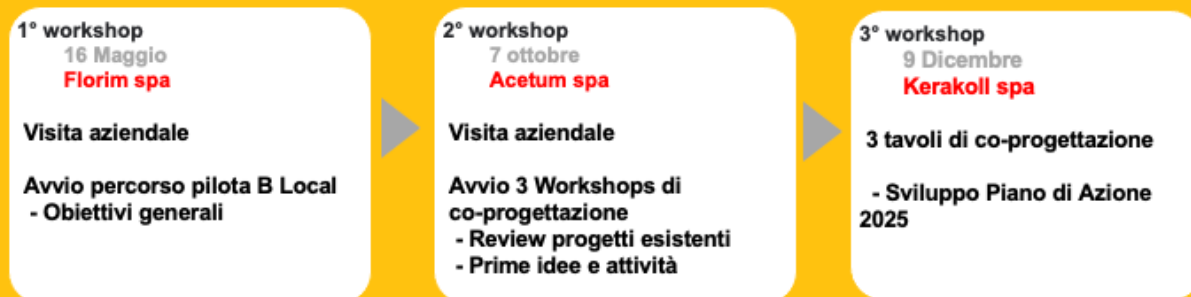 1° workshop
16 Maggio
Florim spa
Visita aziendale
Avvio percorso pilota B Local
- Obiettivi generali
2° workshop
7 ottobre
Acetum spa
Visita aziendale
Avvio 3 Workshops di
co-progettazione
- Review progetti esistenti
- Prime idee e attività
3° workshop
9 Dicembre
Kerakoll spa
3 tavoli di co-progettazione
- Sviluppo Piano di Azione
2025